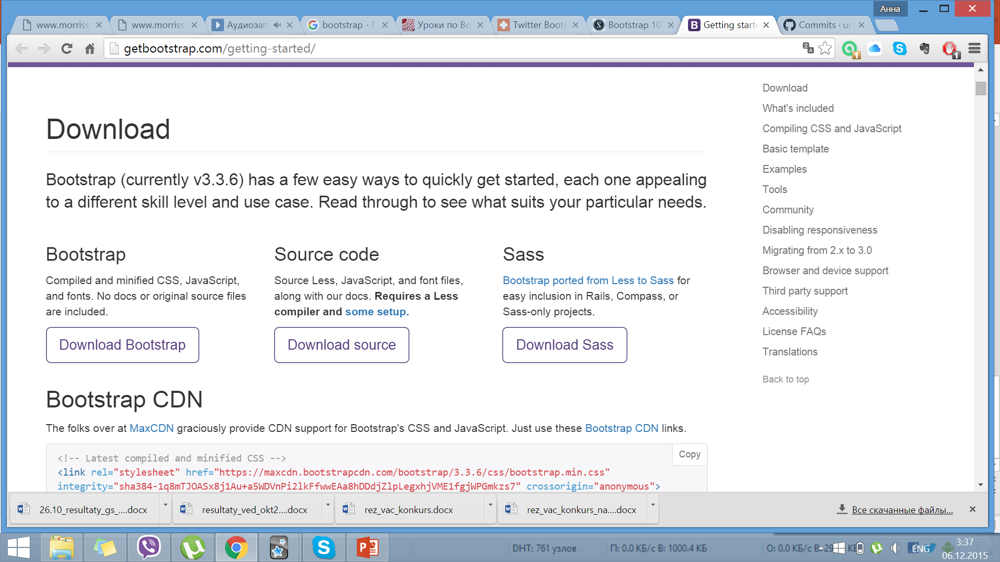 Анна
www.morriss
www.morriss
Аудиозап
bootstrap - П
Уроки по Bo
Twitter Boots
Bootstrap 10
Getting start
Commits · ur
getbootstrap.com/getting-started/
Download
Bootstrap (currently v3.3.6) has a few easy ways to quickly get started, each one appealing
to a different skill level and use case. Read through to see what suits your particular needs.
Bootstrap
Compiled and minified CSS, JavaScript,
and fonts. No docs or original source files
are included.
Download Bootstrap
Source code
Source Less, JavaScript, and font files,
along with our docs. Requires a Less
compiler and some setup.
Download source
Sass
Bootstrap ported from Less to Sass for
easy inclusion in Rails, Compass, or
Sass-only projects.
Download Sass
Bootstrap CDN
The folks over at MaxCDN graciously provide CDN support for Bootstrap's CSS and JavaScript. Just use these Bootstrap CDN links.
Copy
<!-- Latest compiled and minified CSS -->
<link rel="stylesheet" href="https://maxcdn.bootstrapcdn.com/bootstrap/3.3.6/css/bootstrap.min.css"
integrity="sha384-1q8mTJOASx8j1Au+a5WDVnPi2lkFfwwEAa8hDDdjZlpLegxhjVME1fgjWPGmkzs7" crossorigin="anonymous">
Download
What's included
Compiling CSS and JavaScript
Basic template
Examples
Tools
Community
Disabling responsiveness
Migrating from 2.x to 3.0
Browser and device support
Third party support
Accessibility
License FAQs
Translations
Back to top
26.10_resultaty_gs_....docx
resultaty_ved_okt2....docx
rez_vac_konkurs.docx
rez_vac_konkurs_na....docx
Все скачанные файлы...
DHT: 761 узлов
П: 0.0 КБ/с В: 1000.4 КБ
О: 0.0 КБ/с В: 29
ENG
3:37
06.12.2015